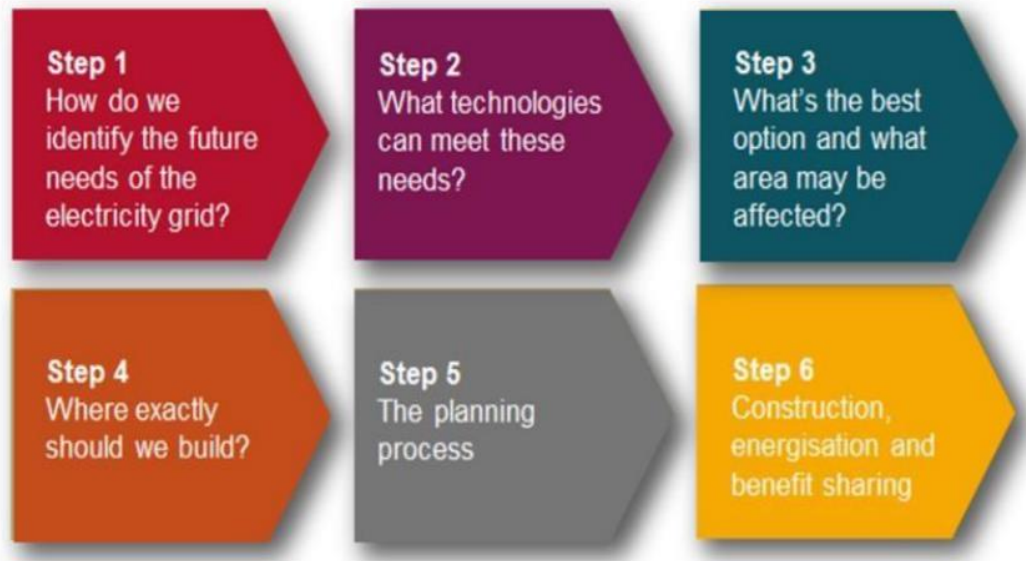 Step 1
How do we
identify the future
needs of the
electricity grid?
Step 2
What technologies
can meet these
needs?
Step 3
What's the best
option and what
area may be
affected?
Step 4
Where exactly
should we build?
Step 5
The planning
process
Step 6
Construction,
energisation and
benefit sharing